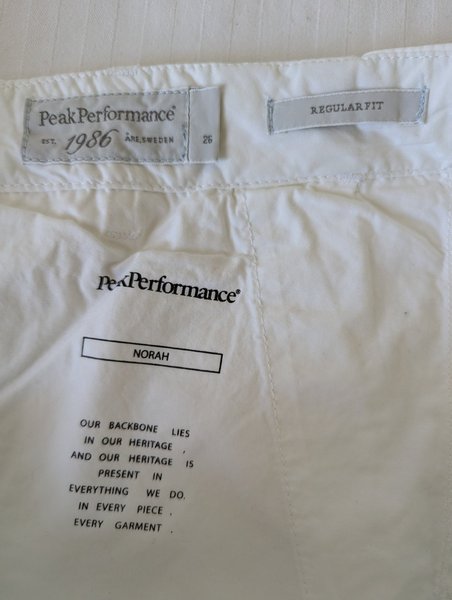 PeakPerformance®
EST. 1986 ÅRE, SWEDEN
26
REGULAR FIT
PeakPerformance®
NORAH
OUR BACKBONE LIES
IN OUR HERITAGE ,
AND OUR HERITAGE IS
PRESENT IN
EVERYTHING WE DO.
IN EVERY PIECE ,
EVERY GARMENT .